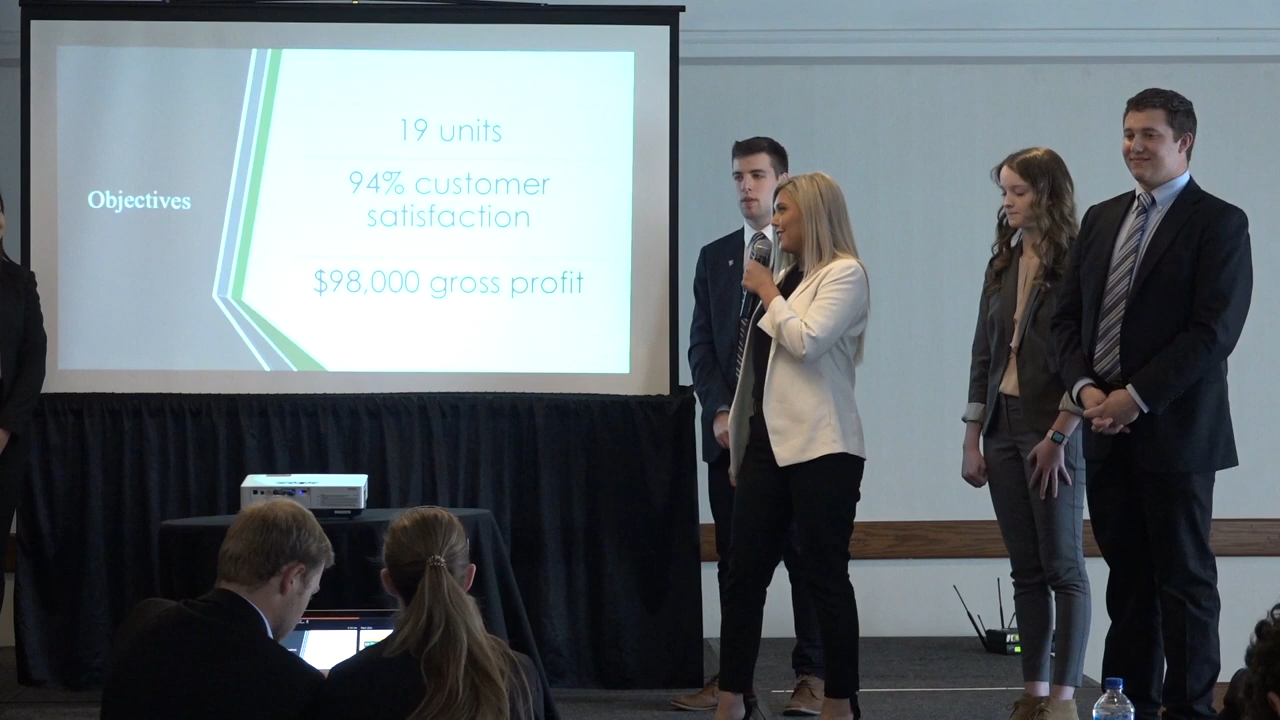 Objectives
19 units
94% customer
satisfaction
$98,000 gross profit